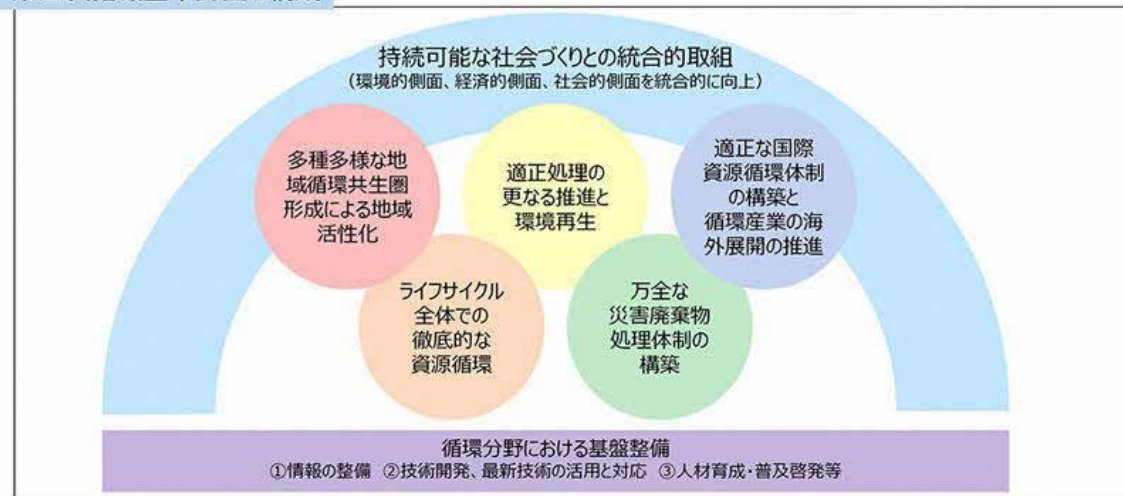 持続可能な社会づくりとの統合的取組
（環境的側面、経済的側面、社会的側面を統合的に向上）
多種多様な地
域循環共生圏
形成による地域
活性化
適正処理の
更なる推進と
環境再生
適正な国際
資源循環体制
の構築と
循環産業の海
外展開の推進
ライフサイクル
全体での
徹底的な
資源循環
万全な
災害廃棄物
処理体制の
構築
循環分野における基盤整備
①情報の整備 ②技術開発、最新技術の活用と対応 ③人材育成・普及啓発等